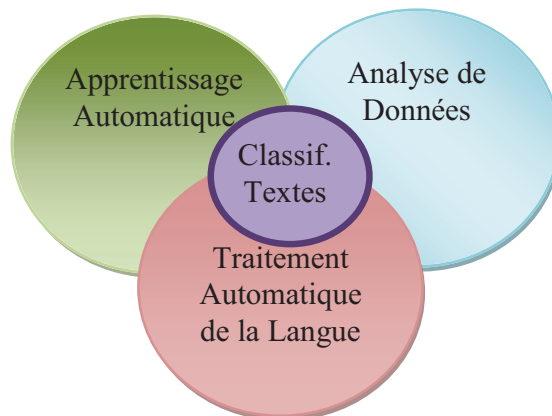 Apprentissage
Automatique
Analyse de
Données
Classif.
Textes
Traitement
Automatique
de la Langue